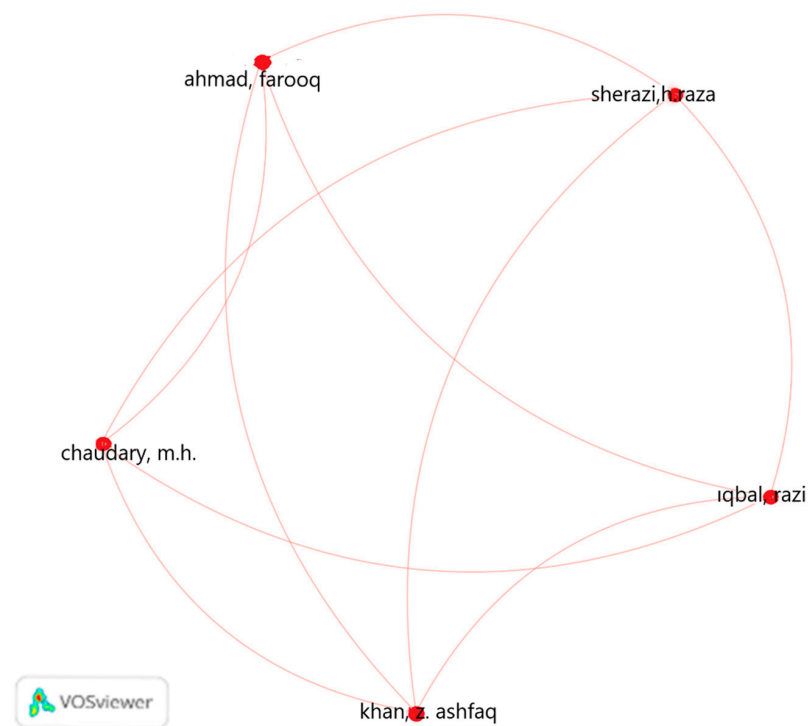 ahmad, farooq
sherazi,h.raza
chaudary, m.h.
ıqbal, razi
khan, z. ashfaq
VOSviewer